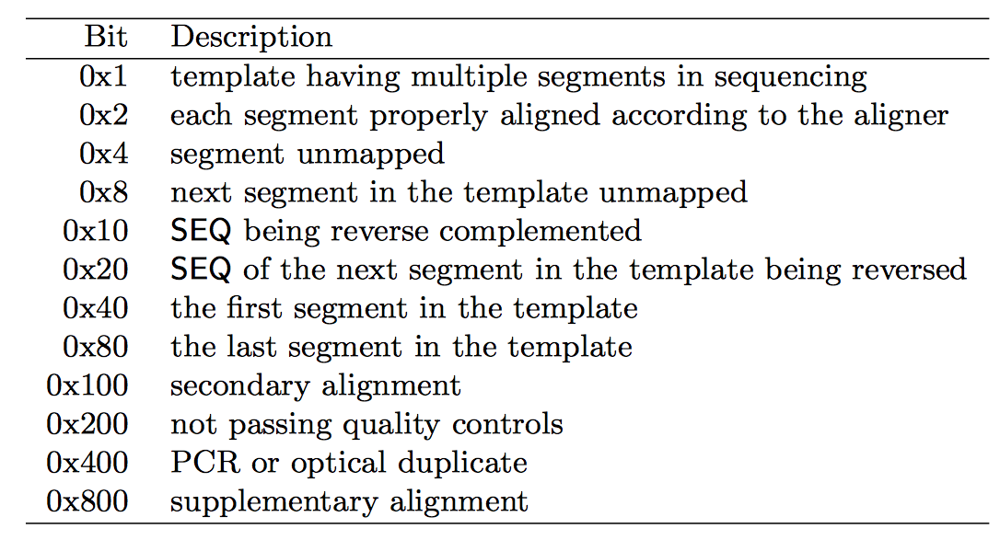 Bit Description
0x1 template having multiple segments in sequencing
0x2 each segment properly aligned according to the aligner
0x4 segment unmapped
0x8 next segment in the template unmapped
0x10 SEQ being reverse complemented
0x20 SEQ of the next segment in the template being reversed
0x40 the first segment in the template
0x80 the last segment in the template
0x100 secondary alignment
0x200 not passing quality controls
0x400 PCR or optical duplicate
0x800 supplementary alignment